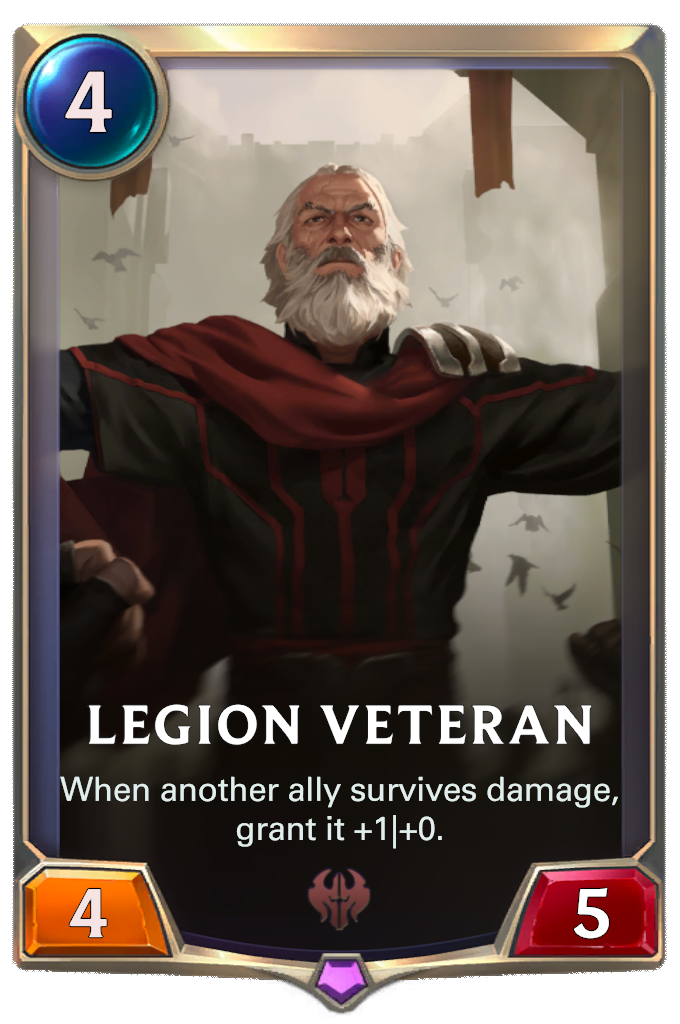 4
LEGION VETERAN
When another ally survives damage,
grant it +1|+0.
4
5